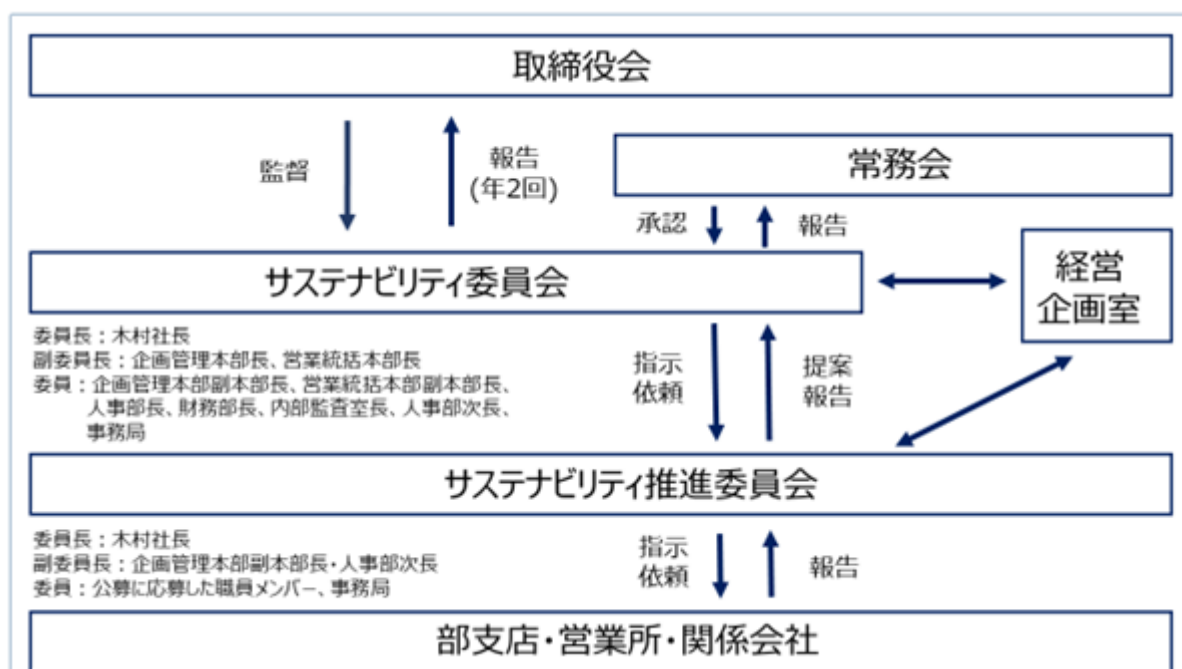 取締役会
監督
報告
(年2回)
常務会
承認
報告
サステナビリティ委員会
経営
企画室
委員長：木村社長
副委員長：企画管理本部長、営業統括本部長
委員：企画管理本部副本部長、営業統括本部副本部長、
人事部長、財務部長、内部監査室長、人事部次長、
事務局
指示
依頼
提案
報告
サステナビリティ推進委員会
委員長：木村社長
副委員長：企画管理本部副本部長・人事部次長
委員：公募に応募した職員メンバー、事務局
指示
依頼
報告
部支店・営業所・関係会社